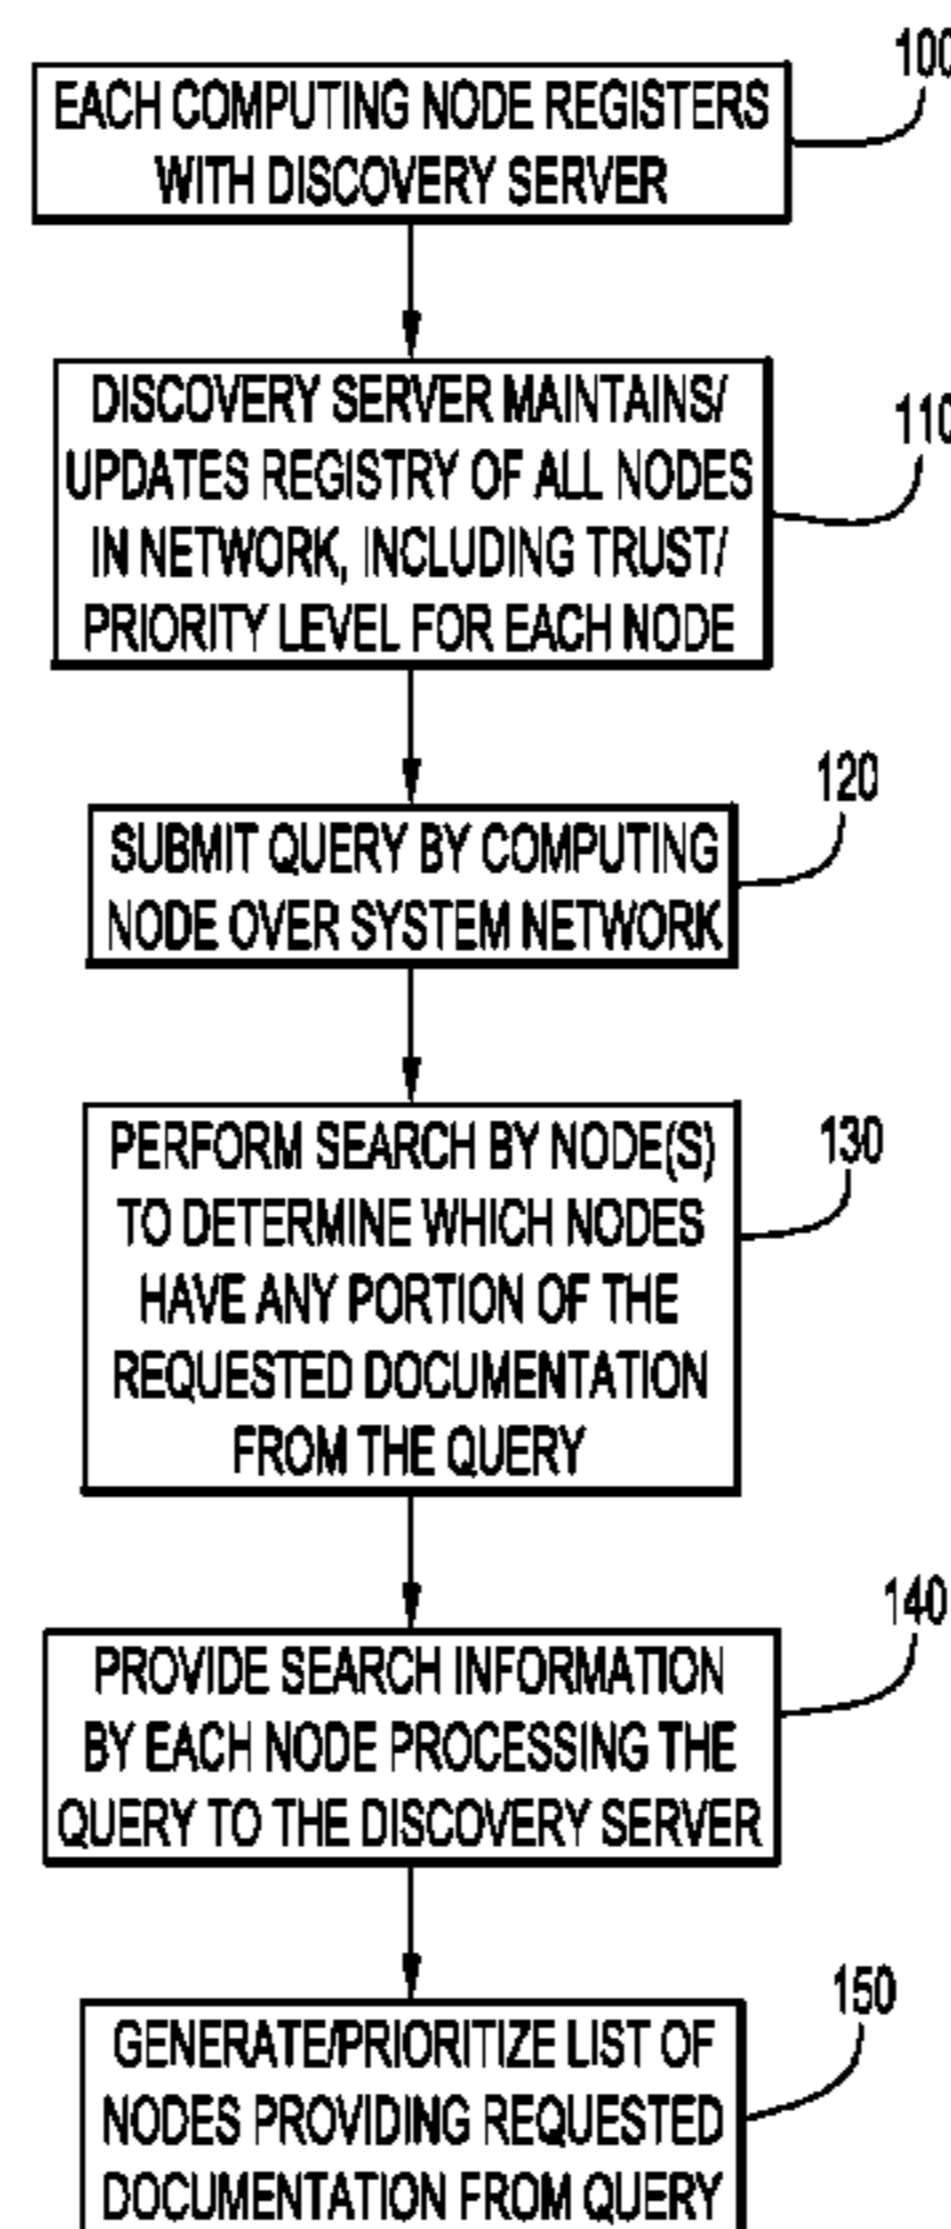 100
EACH COMPUTING NODE REGISTERS
WITH DISCOVERY SERVER
DISCOVERY SERVER MAINTAINS/
UPDATES REGISTRY OF ALL NODES
IN NETWORK, INCLUDING TRUST/
PRIORITY LEVEL FOR EACH NODE
110
120
SUBMIT QUERY BY COMPUTING
NODE OVER SYSTEM NETWORK
130
PERFORM SEARCH BY NODE(S)
TO DETERMINE WHICH NODES
HAVE ANY PORTION OF THE
REQUESTED DOCUMENTATION
FROM THE QUERY
140
PROVIDE SEARCH INFORMATION
BY EACH NODE PROCESSING THE
QUERY TO THE DISCOVERY SERVER
150
GENERATE/PRIORITIZE LIST OF
NODES PROVIDING REQUESTED
DOCUMENTATION FROM QUERY